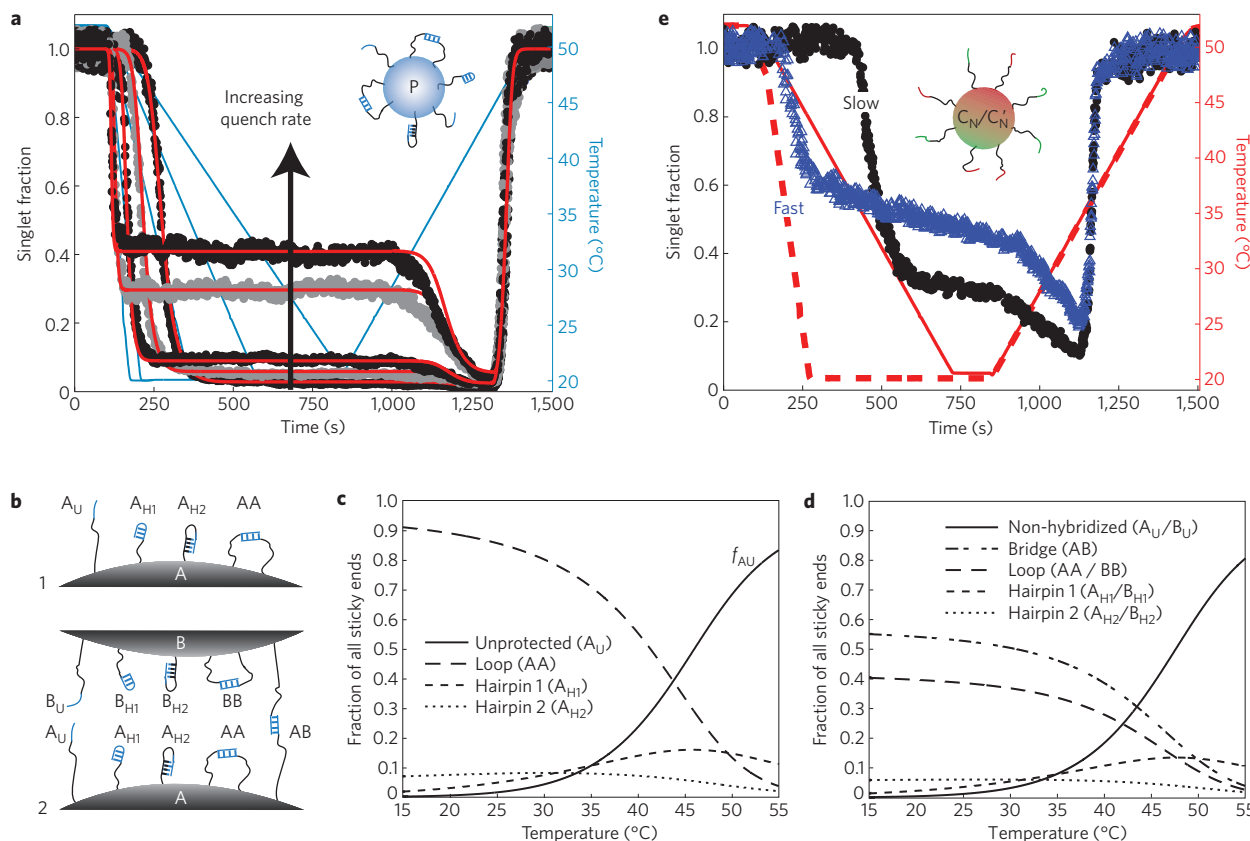 a
1.0
0.8
0.6
0.4
0.2
0
Singlet fraction
0
250
500
750
1,000
1,250
1,500
Time (s)
50
45
40
35
30
25
20
Temperature (°C)
Increasing
quench rate
P
e
1.0
0.8
0.6
0.4
0.2
0
Singlet fraction
0
250
500
750
1,000
1,250
1,500
Time (s)
50
45
40
35
30
25
20
Temperature (°C)
Slow
Fast
C_N/C'_N
b
A_U
A_H1
A_H2
AA
A
1
B
B_U
B_H1
B_H2
BB
A_U
A_H1
A_H2
AA
AB
A
2
c
1.0
0.9
0.8
0.7
0.6
0.5
0.4
0.3
0.2
0.1
0
Fraction of all sticky ends
f_AU
Unprotected (A_U)
Loop (AA)
Hairpin 1 (A_H1)
Hairpin 2 (A_H2)
15
20
25
30
35
40
45
50
55
Temperature (°C)
d
1.0
0.9
0.8
0.7
0.6
0.5
0.4
0.3
0.2
0.1
0
Fraction of all sticky ends
Non-hybridized (A_U/B_U)
Bridge (AB)
Loop (AA / BB)
Hairpin 1 (A_H1/B_H1)
Hairpin 2 (A_H2/B_H2)
15
20
25
30
35
40
45
50
55
Temperature (°C)